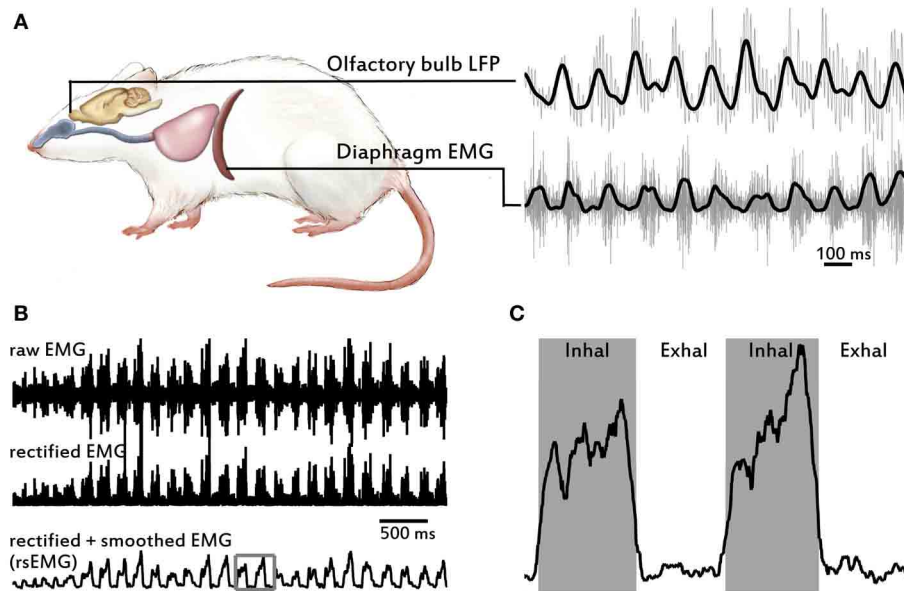 A
Olfactory bulb LFP
Diaphragm EMG
100 ms
B
raw EMG
rectified EMG
500 ms
rectified + smoothed EMG
(rsEMG)
C
Inhal Exhal Inhal Exhal